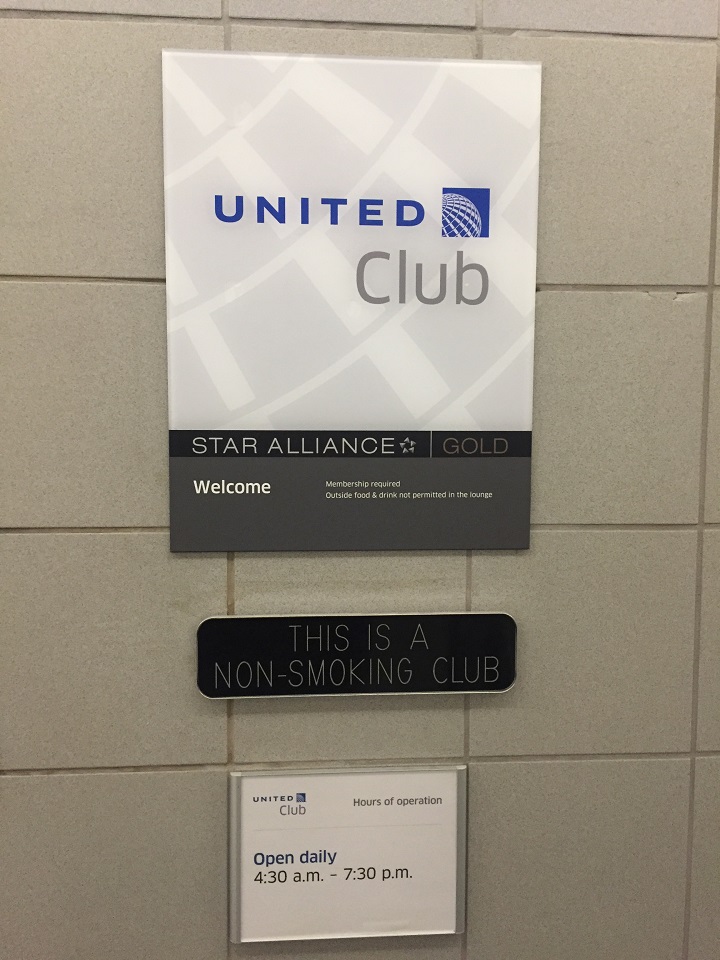 UNITED
Club
STAR ALLIANCE GOLD
Welcome
Membership required
Outside food & drink not permitted in the lounge
THIS IS A
NON-SMOKING CLUB
UNITED
Club
Hours of operation
Open daily
4:30 a.m. - 7:30 p.m.